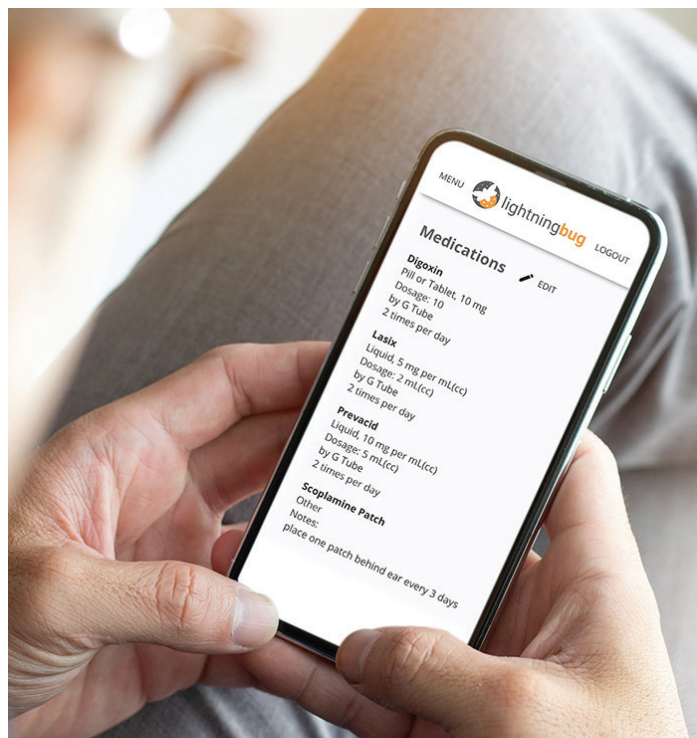 MENU
lightningbug
LOGOUT
Medications
EDIT
Digoxin
Pill or Tablet, 10 mg
Dosage: 10
by G Tube
2 times per day
Lasix
Liquid, 5 mg per mL(cc)
Dosage: 2 mL(cc)
by G Tube
2 times per day
Prevacid
Liquid, 10 mg per mL(cc)
Dosage: 5 mL(cc)
by G Tube
2 times per day
Scoplamine Patch
Other
Notes:
place one patch behind ear every 3 days